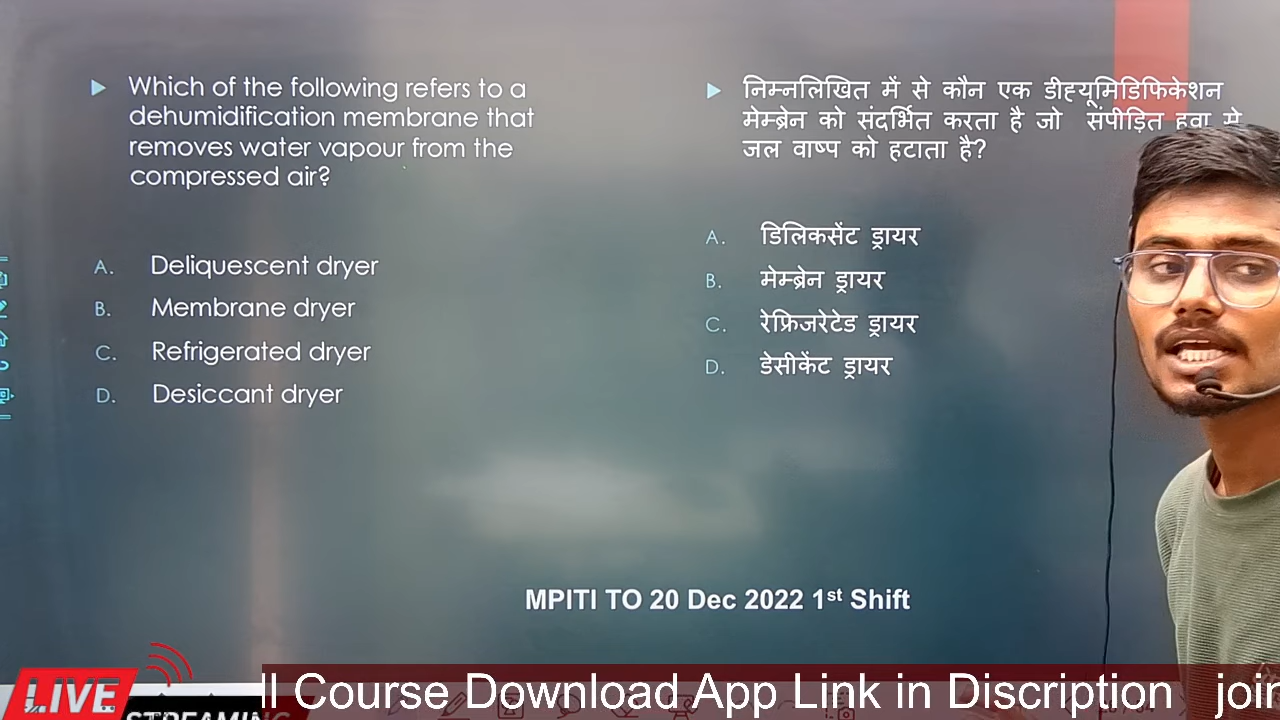 Which of the following refers to a
dehumidification membrane that
removes water vapour from the
compressed air?
A. Deliquescent dryer
B. Membrane dryer
C. Refrigerated dryer
D. Desiccant dryer
निम्नलिखित में से कौन एक डीह्यूमिडिफिकेशन
मेम्ब्रेन को संदर्भित करता है जो संपीड़ित हवा से
जल वाष्प को हटाता है?
A. डिलिकसेंट ड्रायर
B. मेम्ब्रेन ड्रायर
C. रेफ्रिजरेटेड ड्रायर
D. डेसीकेंट ड्रायर
MPITI TO 20 Dec 2022 1st Shift
LIVE
STREAMING
ll Course Download App Link in Discription join